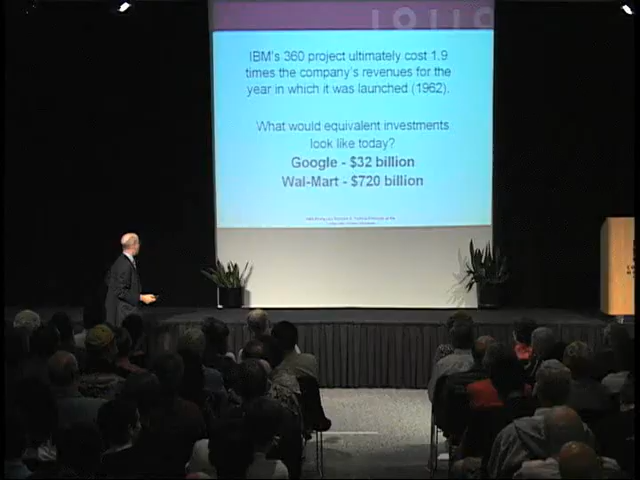 IBM's 360 project ultimately cost 1.9
times the company's revenues for the
year in which it was launched (1962).
What would equivalent investments
look like today?
Google - $32 billion
Wal-Mart - $720 billion